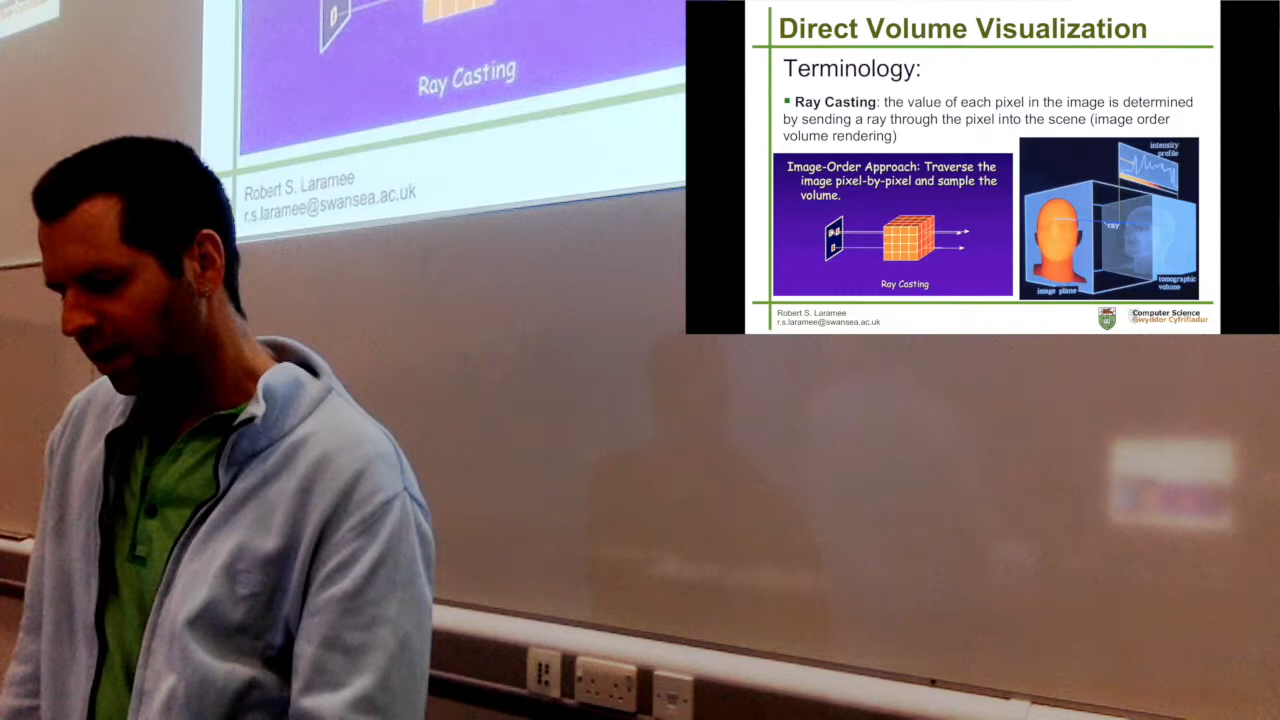 Ray Casting
Robert S. Laramee
r.s.laramee@swansea.ac.uk
Direct Volume Visualization
Terminology:
Ray Casting: the value of each pixel in the image is determined
by sending a ray through the pixel into the scene (image order
volume rendering)
Image-Order Approach: Traverse the
image pixel-by-pixel and sample the
volume.
Ray Casting
intensity
profile
ray
tomographic
volume
image plane
Robert S. Laramee
r.s.laramee@swansea.ac.uk
Computer Science
Gwyddor Cyfrifiadur